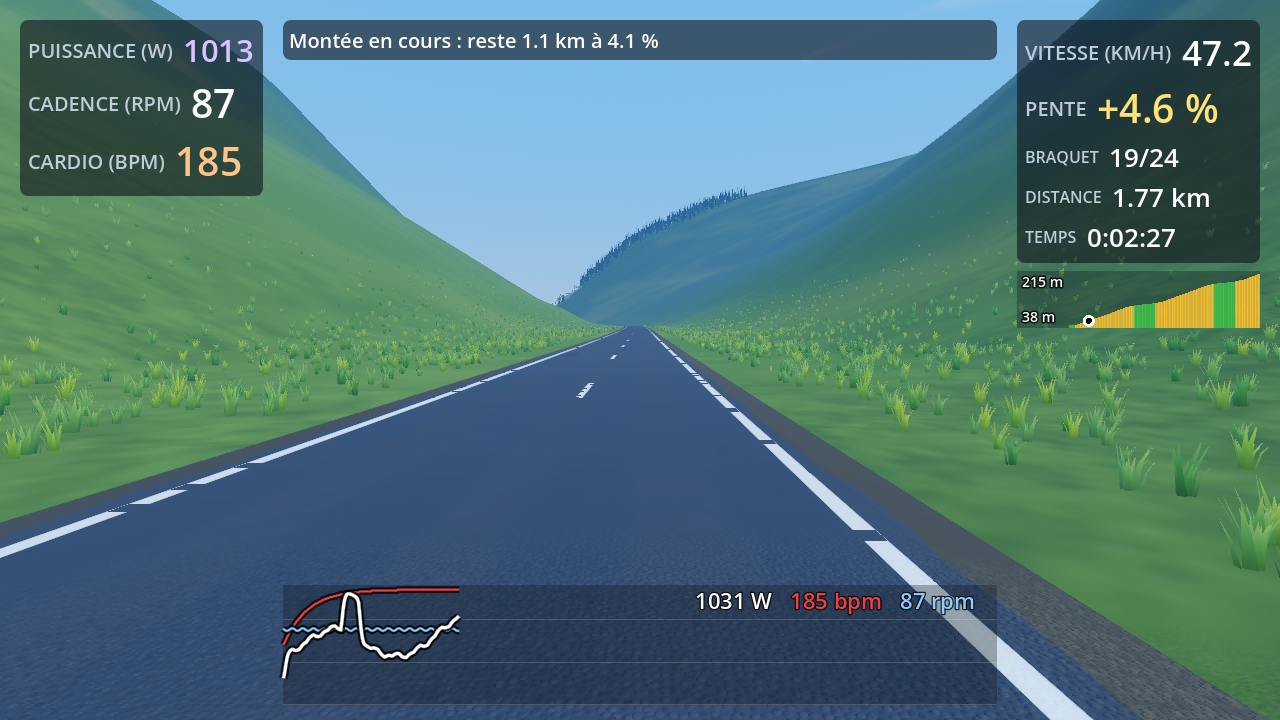 PUISSANCE (W) 1013
CADENCE (RPM) 87
CARDIO (BPM) 185
Montée en cours : reste 1.1 km à 4.1 %
VITESSE (KM/H) 47.2
PENTE +4.6 %
BRAQUET 19/24
DISTANCE 1.77 km
TEMPS 0:02:27
215 m
38 m
1031 W 185 bpm 87 rpm